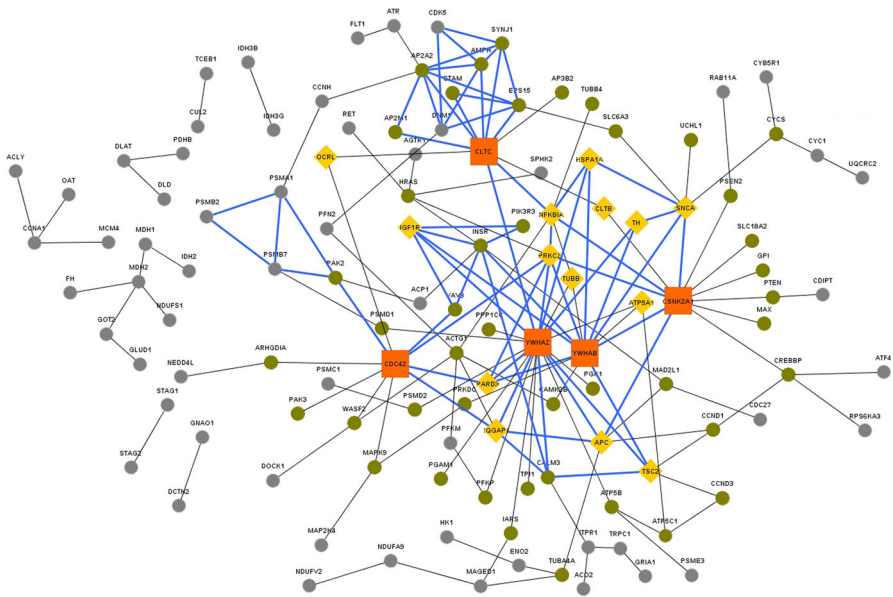 ATR
FLT1
CDK5
SYNJ1
IDH3B
AP2A2
TCEB1
CYB5R1
STAM
CCNH
RAB11A
AP3B2
TUBB4
EPS15
CUL2
IDH3G
RET
AP2M1
SLC6A3
CYCS
UCHL1
AGTR1
CYC1
DLAT
PDHB
OCRL
CLTC
HSPA1A
ACLY
SPHK2
UQCRC2
OAT
DLD
PSMA1
HRAS
PSEN2
PSMB2
PIK3R3
CLTB
SNCA
PFN2
NFKBIA
TH
CCNA1
MCM4
MDH1
IGF1R
INSR
SLC18A2
PSMB7
PAK2
IDH2
GPI
FH
MDH2
TUBB
PTEN
CDIPT
ACP1
VAV3
ATP5A1
CSNK2A1
MAX
NDUFS1
PSMD1
GOT2
ACTG1
YWHAZ
YWHAB
GLUD1
ARHGDIA
CDC42
CREBBP
ATF4
NEDD4L
PSMC1
PGK1
MAD2L1
PRKDC
CAMK2B
STAG1
PAK3
WASF2
PSMD2
CDC27
RPS6KA3
CCND1
GNAO1
IQGAP1
APC
PFKM
STAG2
DOCK1
MAPK9
PGAM1
TPI1
CALM3
TSC2
PFKP
CCND3
DCTN2
ATP5B
MAP2K4
HK1
IARS
ATP5C1
ITPR1
TRPC1
NDUFA9
ENO2
TUBA4A
PSME3
GRIA1
NDUFV2
MAGED1
ACO2